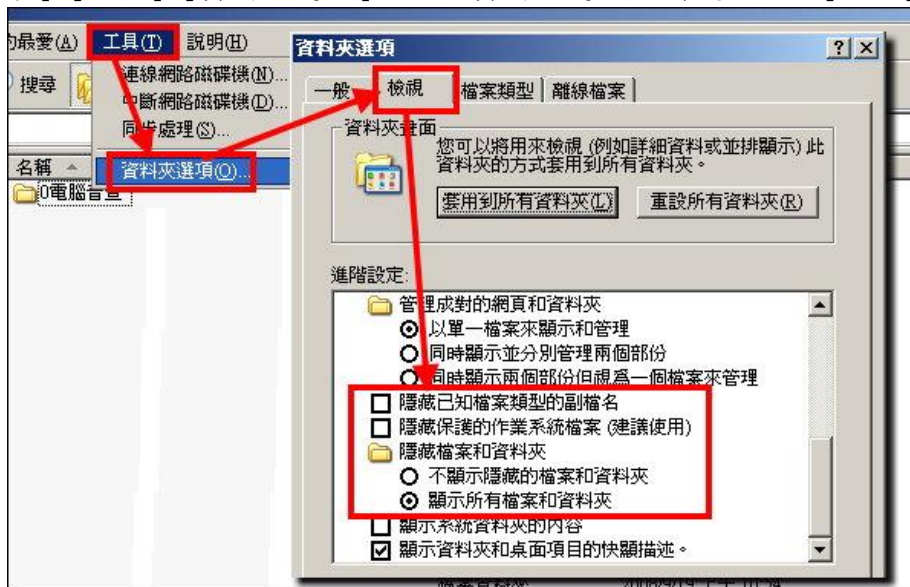 的最愛(A) 工具(T) 說明(H)
搜尋
連線網路磁碟機(N)...
中斷網路磁碟機(D)...
同步處理(S)...
資料夾選項(O)...
名稱
0電腦音宣
資料夾選項
一般 檢視 檔案類型 離線檔案
資料夾畫面
您可以將用來檢視 (例如詳細資料或並排顯示) 此
資料夾的方式套用到所有資料夾。
套用到所有資料夾(L) 重設所有資料夾(R)
進階設定:
管理成對的網頁和資料夾
以單一檔案來顯示和管理
同時顯示並分別管理兩個部份
同時顯示兩個部份但視為一個檔案來管理
隱藏已知檔案類型的副檔名
隱藏保護的作業系統檔案 (建議使用)
隱藏檔案和資料夾
不顯示隱藏的檔案和資料夾
顯示所有檔案和資料夾
顯示系統資料夾的內容
顯示資料夾和桌面項目的快顯描述。